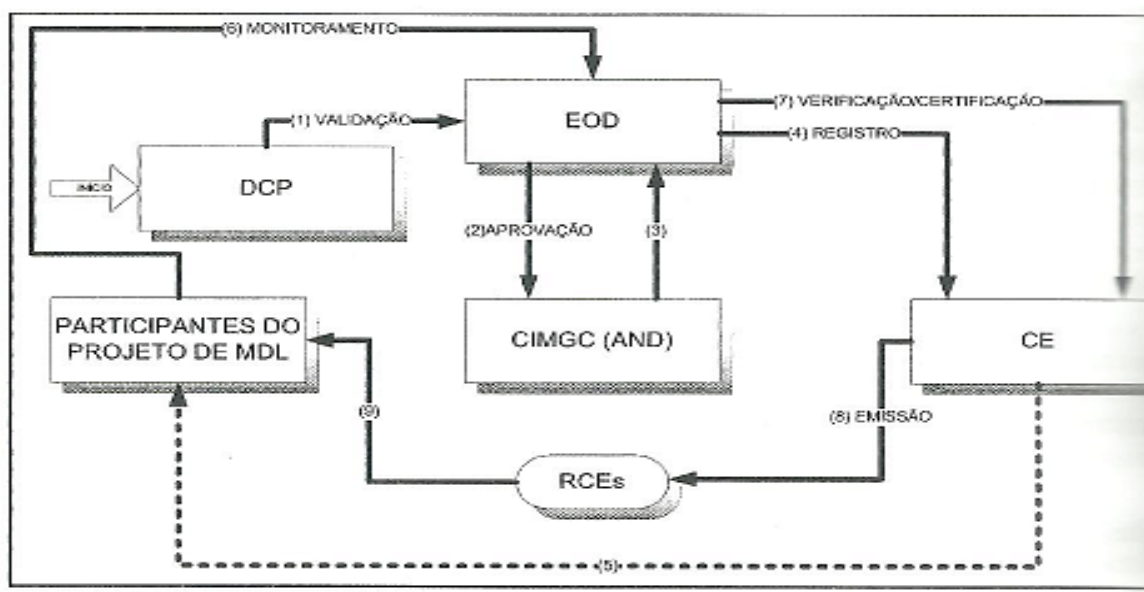 (6) MONITORAMENTO
(7) VERIFICAÇÃO/CERTIFICAÇÃO
(1) VALIDAÇÃO
EOD
(4) REGISTRO
INÍCIO
DCP
(2)APROVAÇÃO
(3)
PARTICIPANTES DO
PROJETO DE MDL
CIMGC (AND)
CE
(9)
(8) EMISSÃO
RCEs
(5)